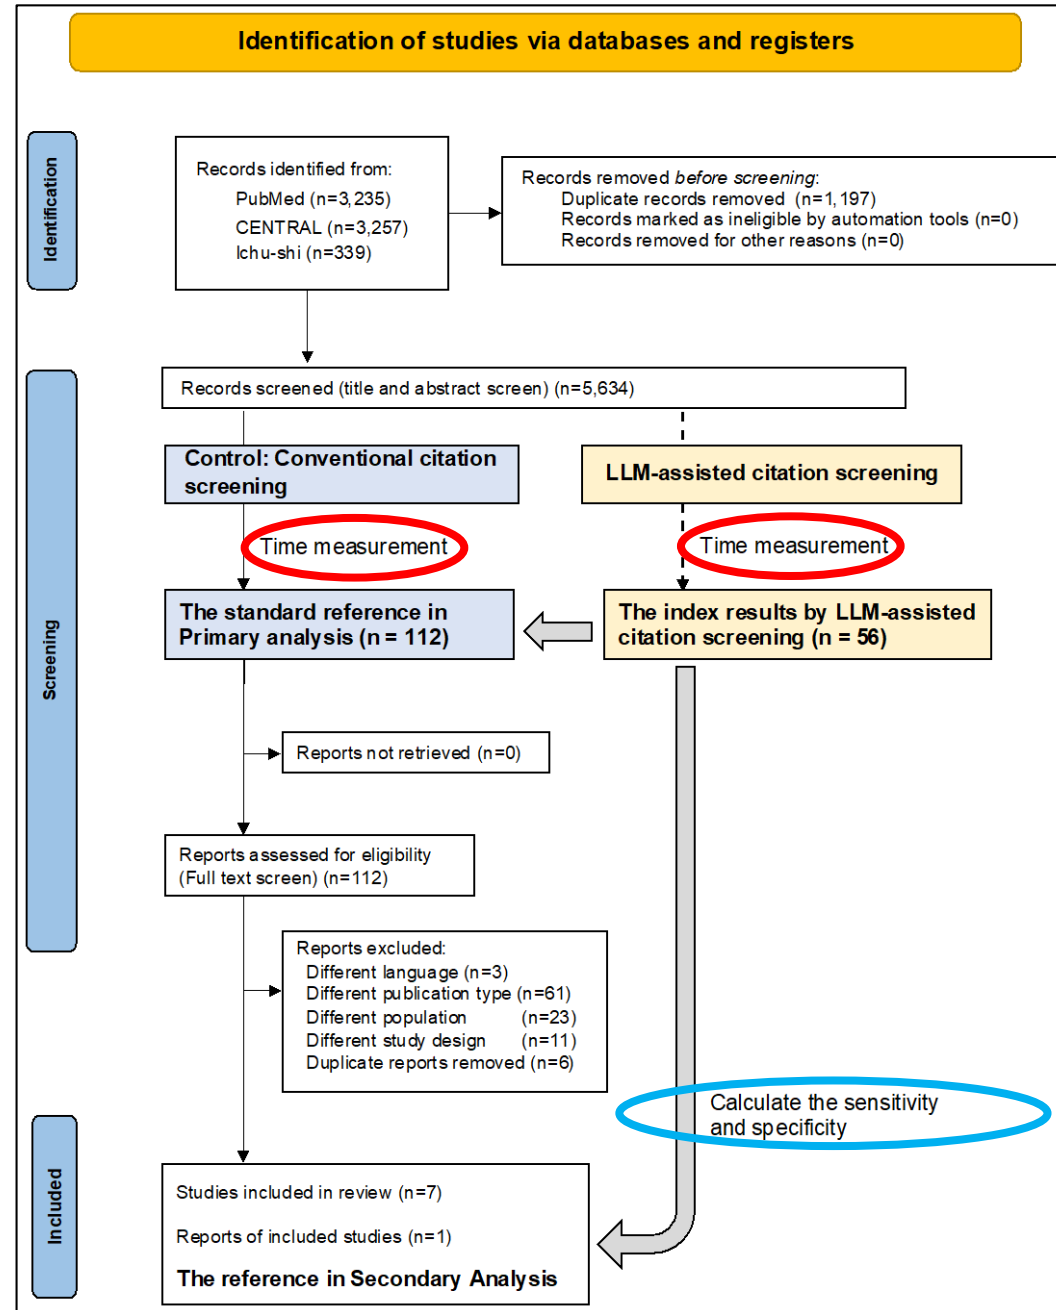 Identification of studies via databases and registers
Identification
Records identified from:
PubMed (n=3,235)
CENTRAL (n=3,257)
Ichu-shi (n=339)
Records removed before screening:
Duplicate records removed (n=1,197)
Records marked as ineligible by automation tools (n=0)
Records removed for other reasons (n=0)
Screening
Records screened (title and abstract screen) (n=5,634)
Control: Conventional citation
screening
LLM-assisted citation screening
Time measurement
Time measurement
The standard reference in
Primary analysis (n = 112)
The index results by LLM-assisted
citation screening (n = 56)
Reports not retrieved (n=0)
Reports assessed for eligibility
(Full text screen) (n=112)
Reports excluded:
Different language (n=3)
Different publication type (n=61)
Different population (n=23)
Different study design (n=11)
Duplicate reports removed (n=6)
Calculate the sensitivity
and specificity
Included
Studies included in review (n=7)
Reports of included studies (n=1)
The reference in Secondary Analysis